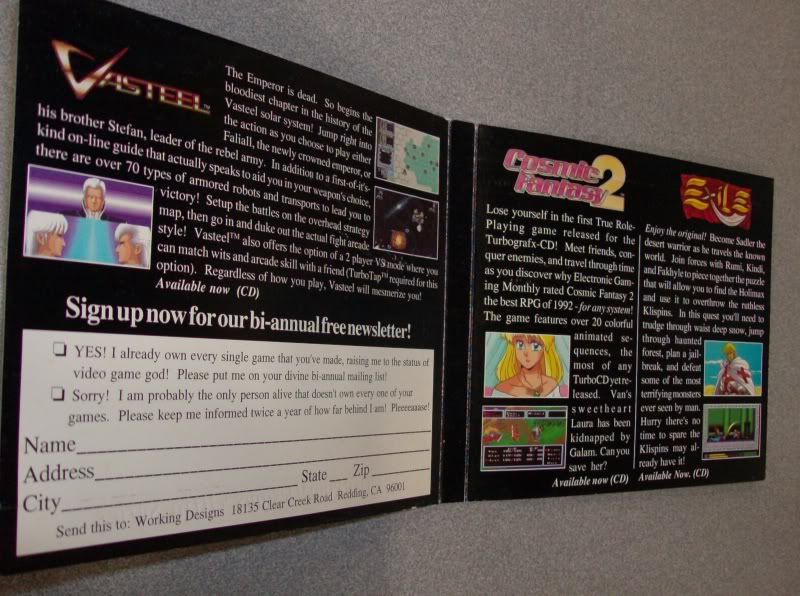 VASTEEL™
The Emperor is dead. So begins the
bloodiest chapter in the history of the
Vasteel solar system! Jump right into
the action as you choose to play either
Faliall, the newly crowned emperor, or
his brother Stefan, leader of the rebel army. In addition to a first-of-it's-
kind on-line guide that actually speaks to aid you in your weapon's choice,
there are over 70 types of armored robots and transports to lead you to
victory! Setup the battles on the overhead strategy
map, then go in and duke out the actual fight arcade
style! Vasteel™ also offers the option of a 2 player VS mode where you
can match wits and arcade skill with a friend (TurboTap™ required for this
option). Regardless of how you play, Vasteel will mesmerize you!
Available now (CD)
Sign up now for our bi-annual free newsletter!
YES! I already own every single game that you've made, raising me to the status of
video game god! Please put me on your divine bi-annual mailing list!
Sorry! I am probably the only person alive that doesn't own every one of your
games. Please keep me informed twice a year of how far behind I am! Pleeeeaaase!
Name
Address
City State Zip
Send this to: Working Designs 18135 Clear Creek Road Redding, CA 96001
Cosmic
Fantasy 2
Lose yourself in the first True Role-
Playing game released for the
Turbografx-CD! Meet friends, con-
quer enemies, and travel through time
as you discover why Electronic Gam-
ing Monthly rated Cosmic Fantasy 2
the best RPG of 1992 - for any system!
The game features over 20 colorful
animated se-
quences, the
most of any
TurboCD yet re-
leased. Van's
sweetheart
Laura has been
kidnapped by
Galam. Can you
save her?
Available now (CD)
EXILE
Enjoy the original! Become Sadler the
desert warrior as he travels the known
world. Join forces with Rumi, Kindi,
and Fakhyle to piece together the puzzle
that will allow you to find the Holimax
and use it to overthrow the ruthless
Klispins. In this quest you'll need to
trudge through waist deep snow, jump
through haunted
forest, plan a jail-
break, and defeat
some of the most
terrifying monsters
ever seen by man.
Hurry there's no
time to spare the
Klispins may al-
ready have it!
Available Now. (CD)